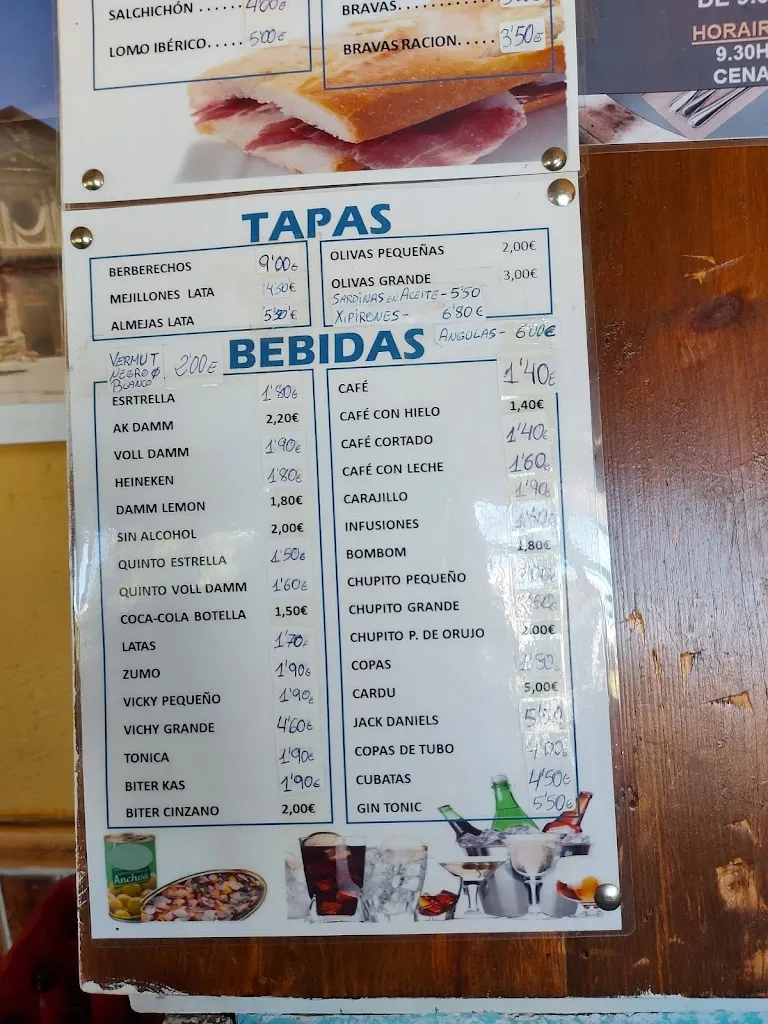 SALCHICHÓN ....... 4'00€
LOMO IBÉRICO..... 5'00€
BRAVAS...............
BRAVAS RACION..... 3'50€
HORAIR
9.30H
CENA
TAPAS
BERBERECHOS 9'00€
MEJILLONES LATA 4'50€
ALMEJAS LATA
OLIVAS PEQUEÑAS 2,00€
OLIVAS GRANDE 3,00€
SARDINAS EN ACEITE - 5'50
XIPIRONES - 6'80€
ANGULAS - 6'00€
VERMUT
NEGRO Ø
BLANCO 2'00€
BEBIDAS
ESRTRELLA 1'80€
AK DAMM 2,20€
VOLL DAMM 1'90€
HEINEKEN 1'80€
DAMM LEMON 1,80€
SIN ALCOHOL 2,00€
QUINTO ESTRELLA 1'50€
QUINTO VOLL DAMM 1'60€
COCA-COLA BOTELLA 1,50€
LATAS 1'70€
ZUMO 1'90€
VICKY PEQUEÑO 1'90€
VICHY GRANDE 4'60€
TONICA 1'90€
BITER KAS 1'90€
BITER CINZANO 2,00€
CAFÉ 1'40€
CAFÉ CON HIELO 1,40€
CAFÉ CORTADO 1'40€
CAFÉ CON LECHE 1'60€
CARAJILLO 1'90€
INFUSIONES
BOMBOM 1,80€
CHUPITO PEQUEÑO
CHUPITO GRANDE
CHUPITO P. DE ORUJO 2.00€
COPAS
CARDU 5,00€
JACK DANIELS
COPAS DE TUBO
CUBATAS 4'50€
GIN TONIC 5'50€
Anchoa